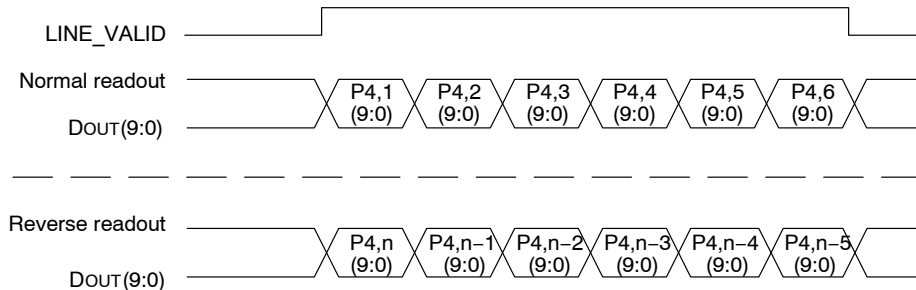 LINE_VALID
Normal readout
P4,1 P4,2 P4,3 P4,4 P4,5 P4,6
(9:0) (9:0) (9:0) (9:0) (9:0) (9:0)
DOUT(9:0)
Reverse readout
P4,n P4,n−1 P4,n−2 P4,n−3 P4,n−4 P4,n−5
(9:0) (9:0) (9:0) (9:0) (9:0) (9:0)
DOUT(9:0)